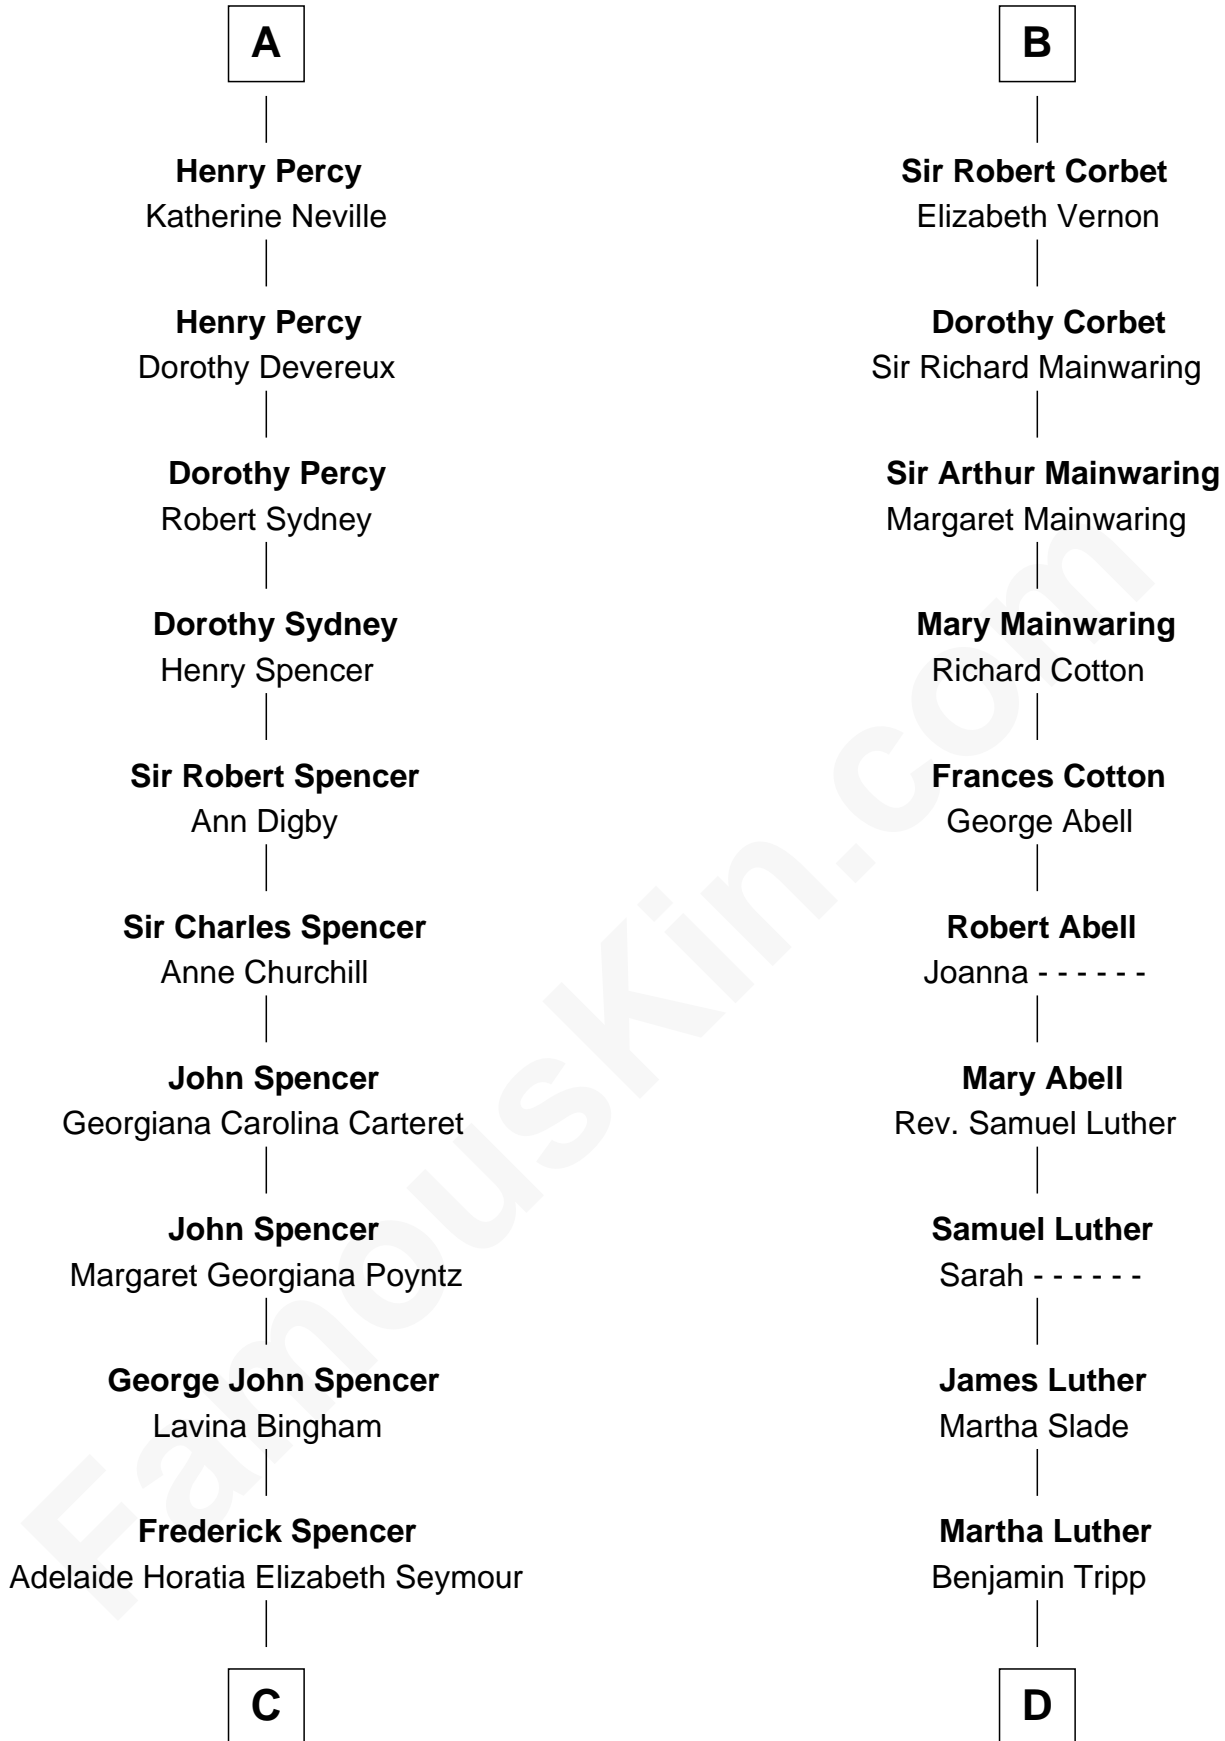 A
Henry Percy
Katherine Neville
Henry Percy
Dorothy Devereux
Dorothy Percy
Robert Sydney
Dorothy Sydney
Henry Spencer
Sir Robert Spencer
Ann Digby
Sir Charles Spencer
Anne Churchill
John Spencer
Georgiana Carolina Carteret
John Spencer
Margaret Georgiana Poyntz
George John Spencer
Lavina Bingham
Frederick Spencer
Adelaide Horatia Elizabeth Seymour
C
B
Sir Robert Corbet
Elizabeth Vernon
Dorothy Corbet
Sir Richard Mainwaring
Sir Arthur Mainwaring
Margaret Mainwaring
Mary Mainwaring
Richard Cotton
Frances Cotton
George Abell
Robert Abell
Joanna - - - - - -
Mary Abell
Rev. Samuel Luther
Samuel Luther
Sarah - - - - - -
James Luther
Martha Slade
Martha Luther
Benjamin Tripp
D
FamousKin.com